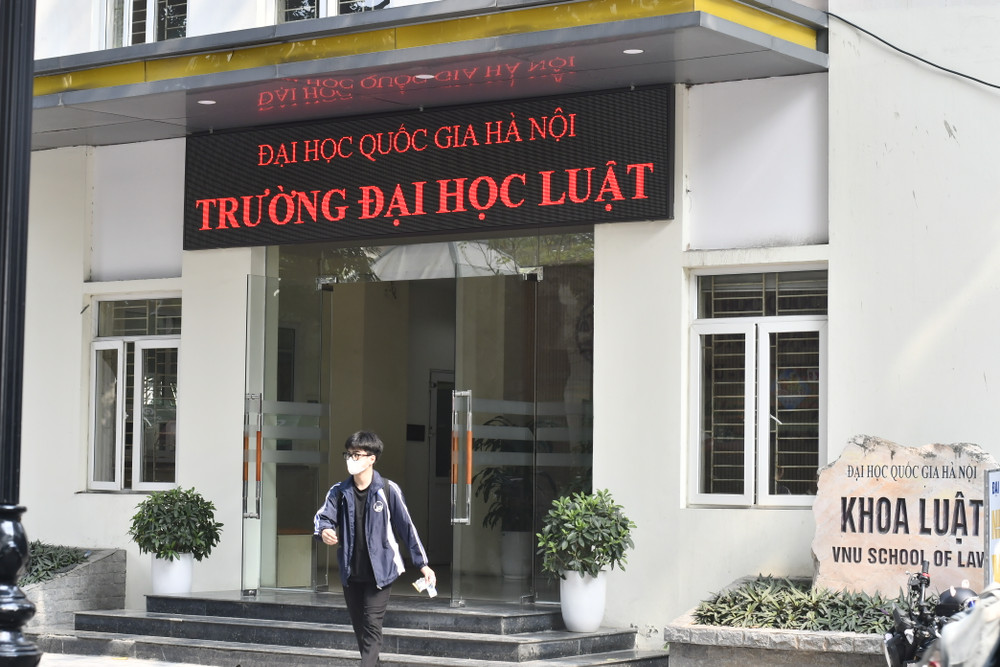 ĐẠI HỌC QUỐC GIA HÀ NỘI
TRƯỜNG ĐẠI HỌC LUẬT
ĐẠI HỌC QUỐC GIA HÀ NỘI
KHOA LUẬT
VNU SCHOOL OF LAW